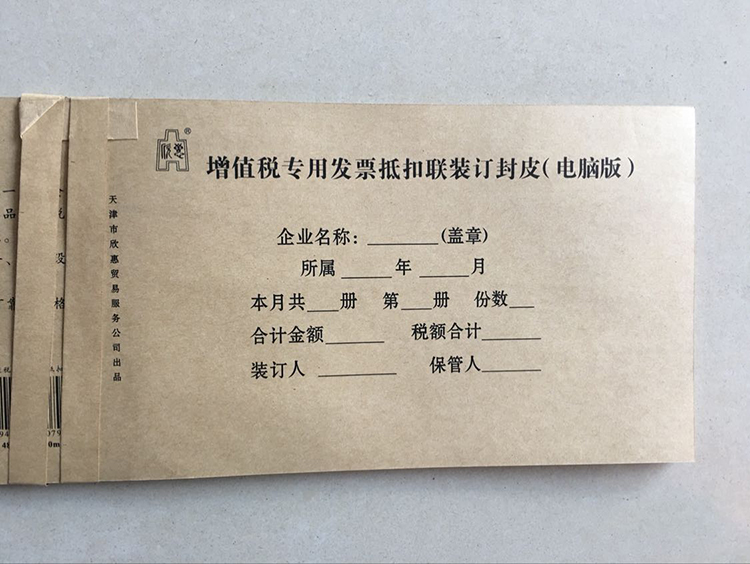 ®
增值税专用发票抵扣联装订封皮(电脑版)
企业名称：________(盖章)
所属______年______月
本月共____册 第____册 份数___
合计金额_______ 税额合计_______
装订人 _________ 保管人_______
天津市欣惠贸易服务公司出品
品
格